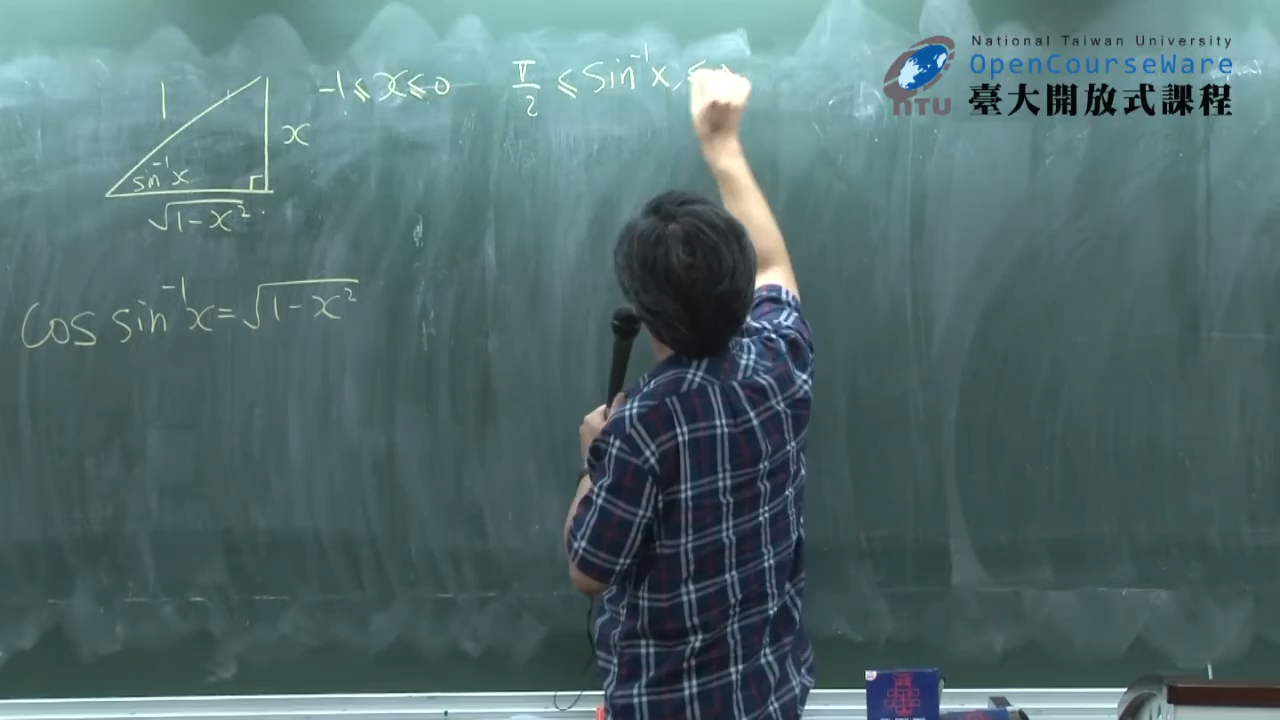 National Taiwan University
OpenCourseWare
臺大開放式課程
NTU
1
x
sin⁻¹x
√(1-x²)
-1 ≤ x ≤ 0
π/2 ≤ sin⁻¹x ≤
cos sin⁻¹x = √(1-x²)